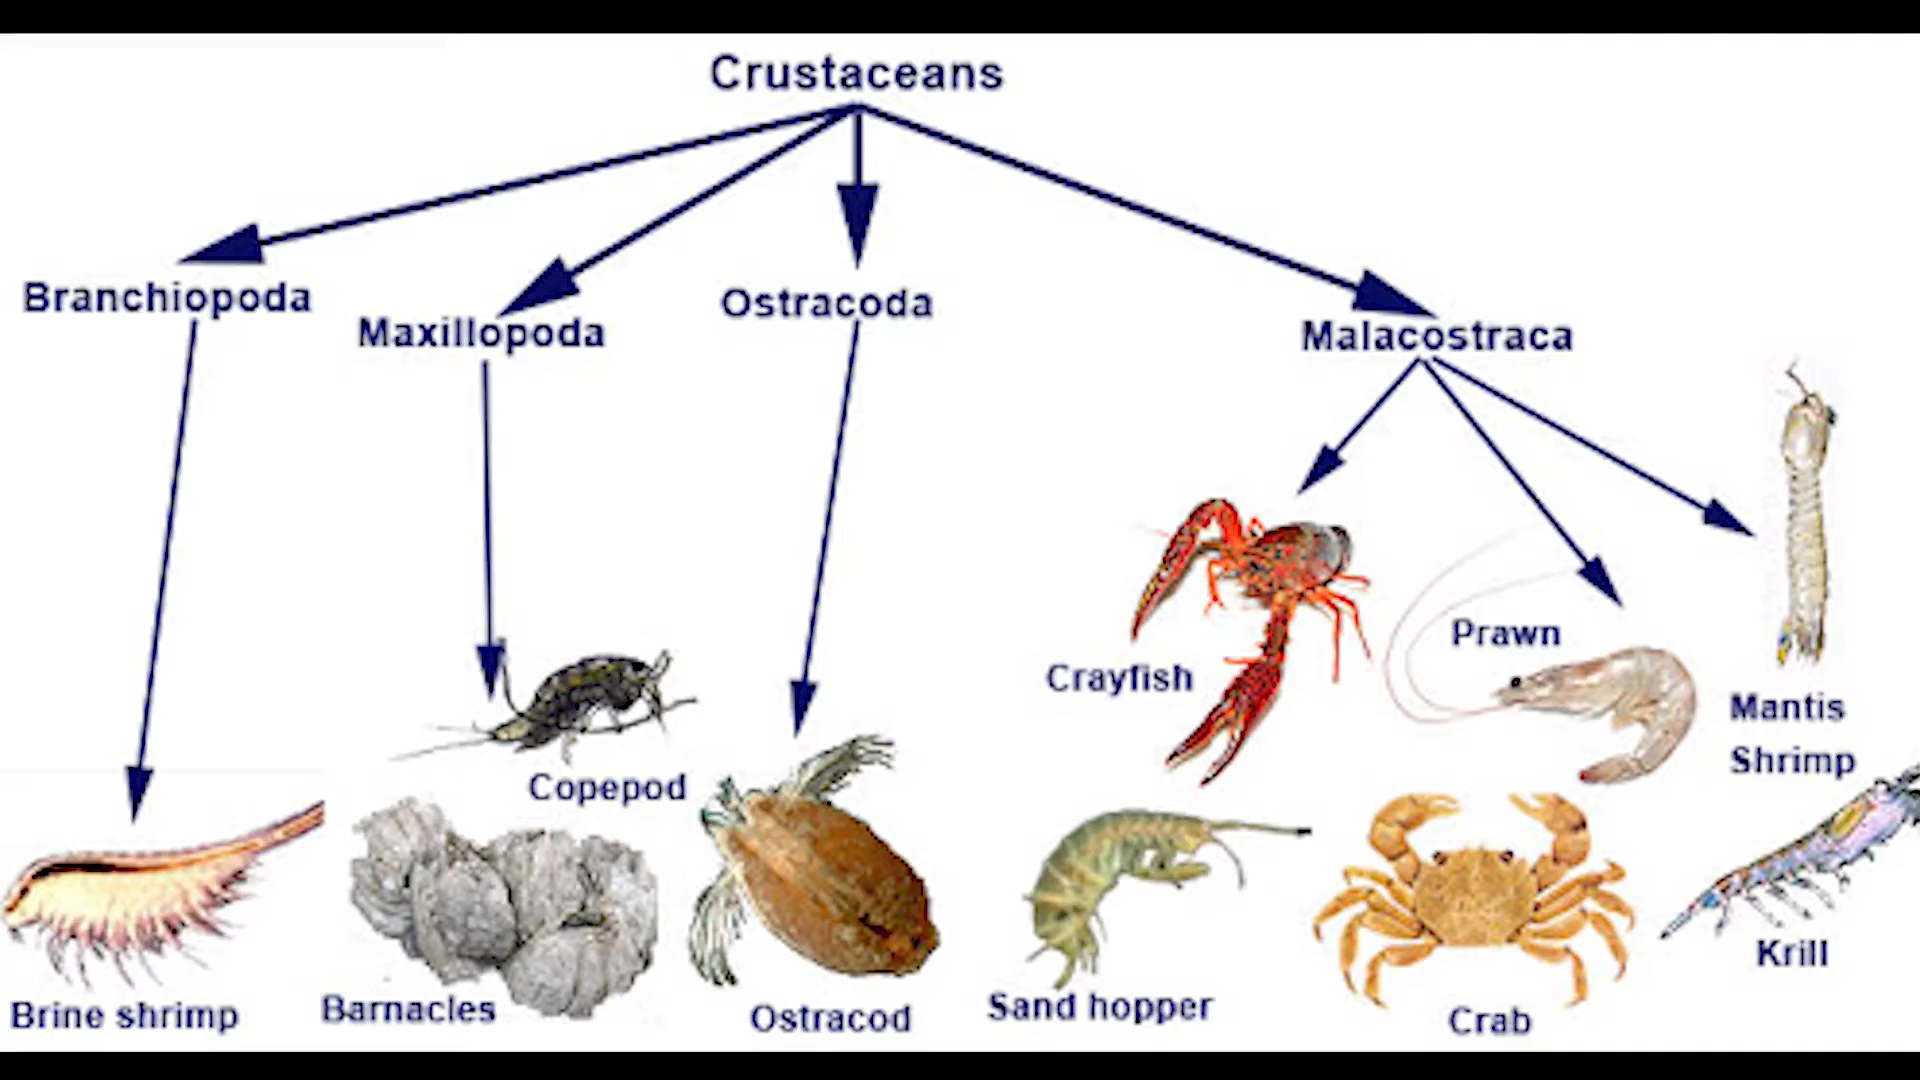 Crustaceans
Branchiopoda
Maxillopoda
Ostracoda
Malacostraca
Crayfish
Prawn
Mantis
Shrimp
Copepod
Brine shrimp
Barnacles
Ostracod
Sand hopper
Crab
Krill